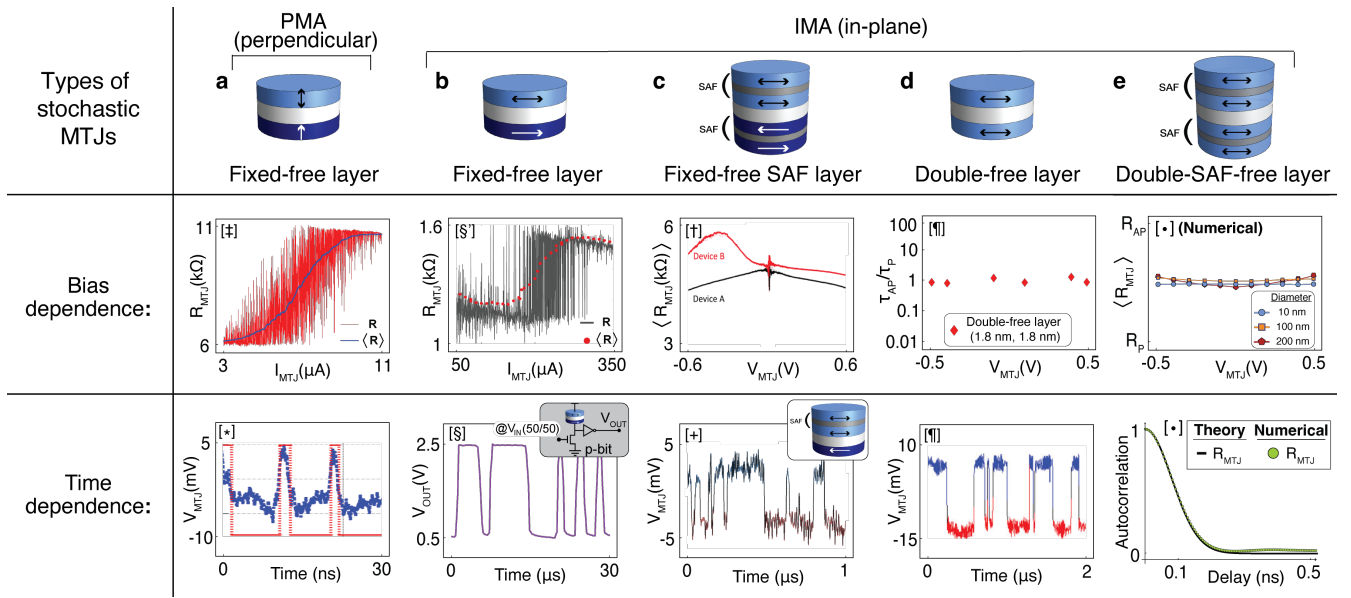 PMA
(perpendicular)
IMA (in-plane)
Types of
stochastic
MTJs
a
b
c
d
e
SAF
SAF
SAF
SAF
Fixed-free layer
Fixed-free layer
Fixed-free SAF layer
Double-free layer
Double-SAF-free layer
Bias
dependence:
[‡]
11
6
R_MTJ(kΩ)
R
⟨R⟩
3
11
I_MTJ(μA)
[§']
1.6
1
R_MTJ(kΩ)
R
⟨R⟩
50
350
I_MTJ(μA)
[†]
6
3
⟨R_MTJ⟩(kΩ)
Device B
Device A
-0.6
0.6
V_MTJ(V)
[¶]
100
10
1
0.1
0.01
τ_AP/τ_P
Double-free layer
(1.8 nm, 1.8 nm)
-0.5
0
0.5
V_MTJ(V)
[•] (Numerical)
R_AP
⟨R_MTJ⟩
R_P
Diameter
10 nm
100 nm
200 nm
-0.5
0
0.5
V_MTJ(V)
Time
dependence:
[*]
5
-10
V_MTJ(mV)
0
30
Time (ns)
[§]
2.5
0.5
V_OUT(V)
@V_IN(50/50)
V_OUT
p-bit
0
30
Time (μs)
[+]
SAF
5
-5
V_MTJ(mV)
0
1
Time (μs)
[¶]
10
-15
V_MTJ(mV)
0
2
Time (μs)
[•]
1
0
Autocorrelation
Theory Numerical
R_MTJ R_MTJ
0.1
0.5
Delay (ns)